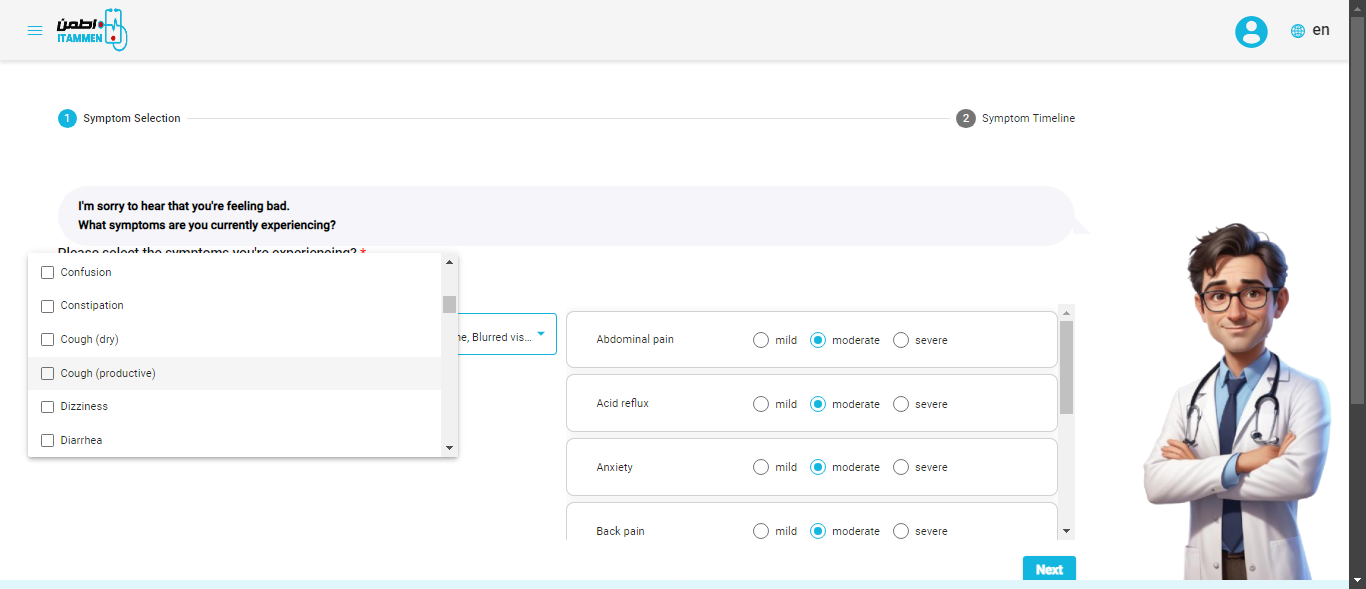 اطمن
ITAMMEN
en
1 Symptom Selection
2 Symptom Timeline
I'm sorry to hear that you're feeling bad.
What symptoms are you currently experiencing?
Please select the symptoms you're experiencing? *
Confusion
Constipation
Cough (dry)
Cough (productive)
Dizziness
Diarrhea
Blurred vis...
Abdominal pain mild moderate severe
Acid reflux mild moderate severe
Anxiety mild moderate severe
Back pain mild moderate severe
Next